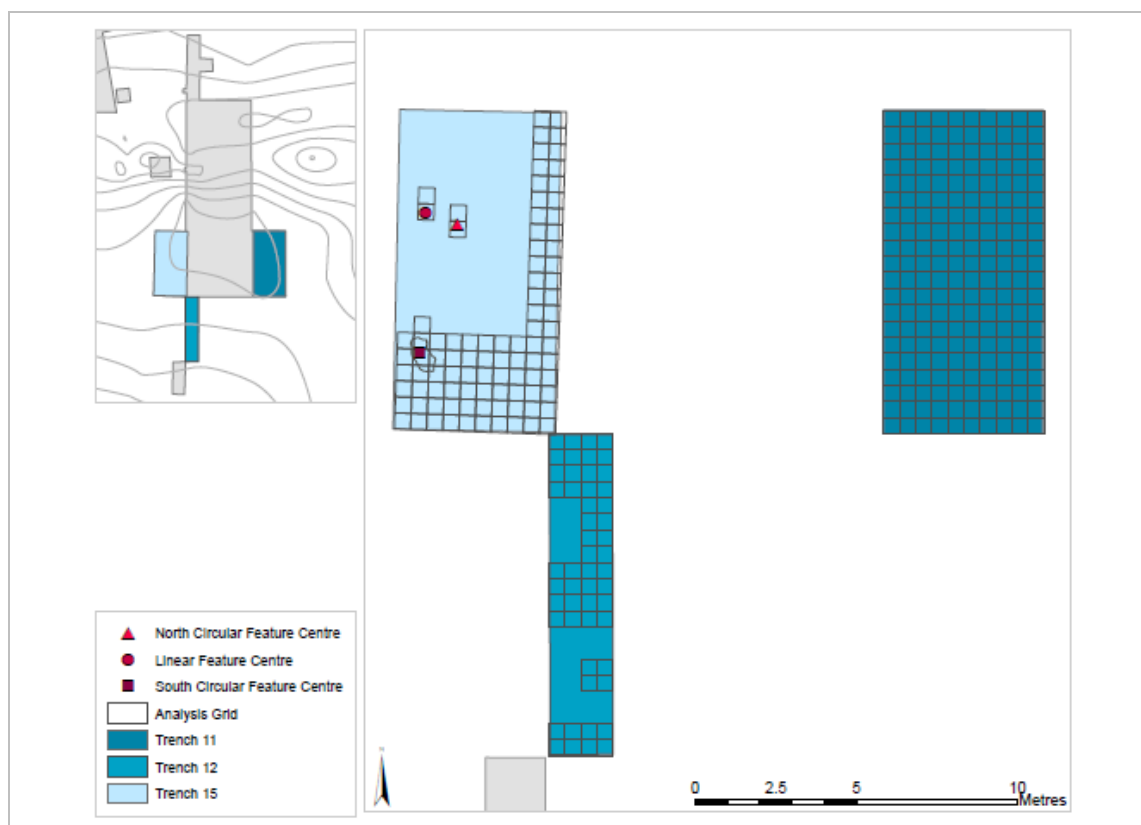 North Circular Feature Centre
Linear Feature Centre
South Circular Feature Centre
Analysis Grid
Trench 11
Trench 12
Trench 15
N
0 2.5 5 10
Metres